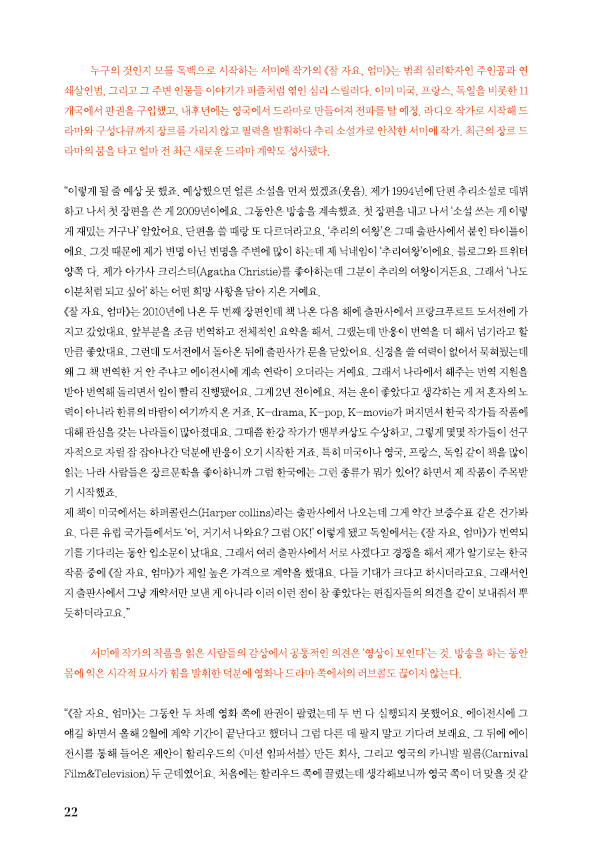 누구의 것인지 모를 독백으로 시작하는 서미애 작가의 《잘 자요, 엄마》는 범죄 심리학자인 주인공과 연
쇄살인범, 그리고 그 주변 인물들 이야기가 퍼즐처럼 엮인 심리 스릴러다. 이미 미국, 프랑스, 독일을 비롯한 11
개국에서 판권을 구입했고, 내후년에는 영국에서 드라마로 만들어져 전파를 탈 예정. 라디오 작가로 시작해 드
라마와 구성다큐까지 장르를 가리지 않고 필력을 발휘하다 추리 소설가로 안착한 서미애 작가. 최근의 장르 드
라마의 붐을 타고 얼마 전 최근 새로운 드라마 계약도 성사됐다.
“이렇게 될 줄 예상 못 했죠. 예상했으면 얼른 소설을 먼저 썼겠죠(웃음). 제가 1994년에 단편 추리소설로 데뷔
하고 나서 첫 장편을 쓴 게 2009년이에요. 그동안은 방송을 계속했죠. 첫 장편을 내고 나서 ‘소설 쓰는 게 이렇
게 재밌는 거구나’ 알았어요. 단편을 쓸 때랑 또 다르더라고요. ‘추리의 여왕’은 그때 출판사에서 붙인 타이틀이
에요. 그것 때문에 제가 변명 아닌 변명을 주변에 많이 하는데 제 닉네임이 ‘추리여왕’이에요. 블로그와 트위터
양쪽 다. 제가 아가사 크리스티(Agatha Christie)를 좋아하는데 그분이 추리의 여왕이거든요. 그래서 ‘나도
이분처럼 되고 싶어’ 하는 어떤 희망 사항을 담아 지은 거예요.
《잘 자요, 엄마》는 2010년에 나온 두 번째 장편인데 책 나온 다음 해에 출판사에서 프랑크푸르트 도서전에 가
지고 갔었대요. 앞부분을 조금 번역하고 전체적인 요약을 해서. 그랬는데 반응이 번역을 더 해서 넘기라고 할
만큼 좋았대요. 그런데 도서전에서 돌아온 뒤에 출판사가 문을 닫았어요. 신경을 쓸 여력이 없어서 묵혀뒀는데
왜 그 책 번역한 거 안 주냐고 에이전시에 계속 연락이 오더라는 거예요. 그래서 나라에서 해주는 번역 지원을
받아 번역해 돌리면서 일이 빨리 진행됐어요. 그게 2년 전이에요. 저는 운이 좋았다고 생각하는 게 저 혼자의 노
력이 아니라 한류의 바람이 여기까지 온 거죠. K-drama, K-pop, K-movie가 퍼지면서 한국 작가들 작품에
대해 관심을 갖는 나라들이 많아졌대요. 그때쯤 한강 작가가 맨부커상도 수상하고, 그렇게 몇몇 작가들이 선구
자적으로 자릴 잘 잡아나간 덕분에 반응이 오기 시작한 거죠. 특히 미국이나 영국, 프랑스, 독일 같이 책을 많이
읽는 나라 사람들은 장르문학을 좋아하니까 그럼 한국에는 그런 종류가 뭐가 있어? 하면서 제 작품이 주목받
기 시작했죠.
제 책이 미국에서는 하퍼콜린스(Harper collins)라는 출판사에서 나오는데 그게 약간 보증수표 같은 건가봐
요. 다른 유럽 국가들에서도 ‘어, 거기서 나와요? 그럼 OK!’ 이렇게 됐고 독일에서는 《잘 자요, 엄마》가 번역되
기를 기다리는 동안 입소문이 났대요. 그래서 여러 출판사에서 서로 사겠다고 경쟁을 해서 제가 알기로는 한국
작품 중에 《잘 자요, 엄마》가 제일 높은 가격으로 계약을 했대요. 다들 기대가 크다고 하시더라고요. 그래서인
지 출판사에서 그냥 계약서만 보낸 게 아니라 이러 이런 점이 참 좋았다는 편집자들의 의견을 같이 보내줘서 뿌
듯하더라고요.”
서미애 작가의 작품을 읽은 사람들의 감상에서 공통적인 의견은 ‘영상이 보인다’는 것. 방송을 하는 동안
몸에 익은 시각적 묘사가 힘을 발휘한 덕분에 영화나 드라마 쪽에서의 러브콜도 끊이지 않는다.
“《잘 자요, 엄마》는 그동안 두 차례 영화 쪽에 판권이 팔렸는데 두 번 다 실행되지 못했어요. 에이전시에 그
얘길 하면서 올해 2월에 계약 기간이 끝난다고 했더니 그럼 다른 데 팔지 말고 기다려 보래요. 그 뒤에 에이
전시를 통해 들어온 제안이 할리우드의 〈미션 임파서블〉 만든 회사, 그리고 영국의 카니발 필름(Carnival
Film&Television) 두 군데였어요. 처음에는 할리우드 쪽에 끌렸는데 생각해보니까 영국 쪽이 더 맞을 것 같
22